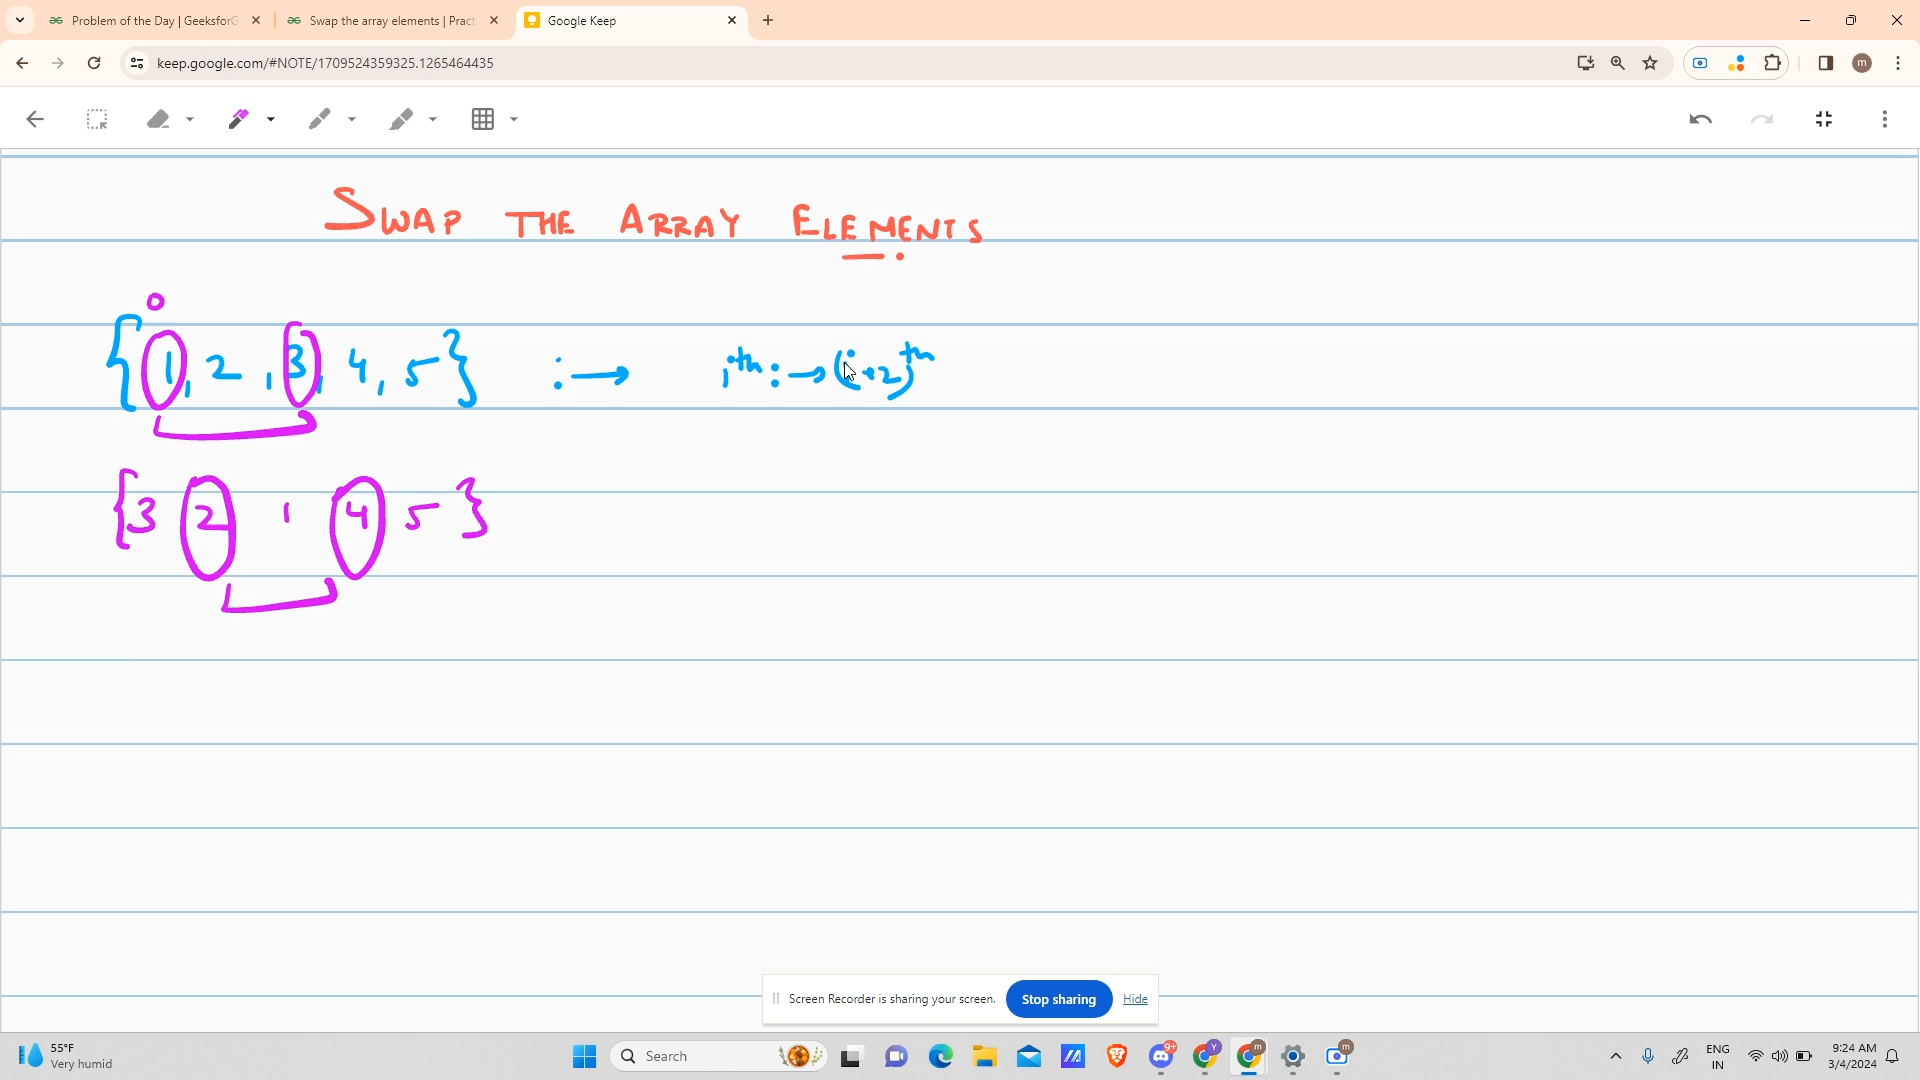 Problem of the Day | GeeksforG
Swap the array elements | Pract
Google Keep
keep.google.com/#NOTE/1709524359325.1265464435
m
SWAP THE ARRAY ELEMENTS
0
{1, 2, 3, 4, 5} :→ ith :→ (i+2)th
{3 2 1 4 5}
Screen Recorder is sharing your screen. Stop sharing Hide
55°F
Very humid
Search
9+
Y
m
m
ENG
IN
9:24 AM
3/4/2024